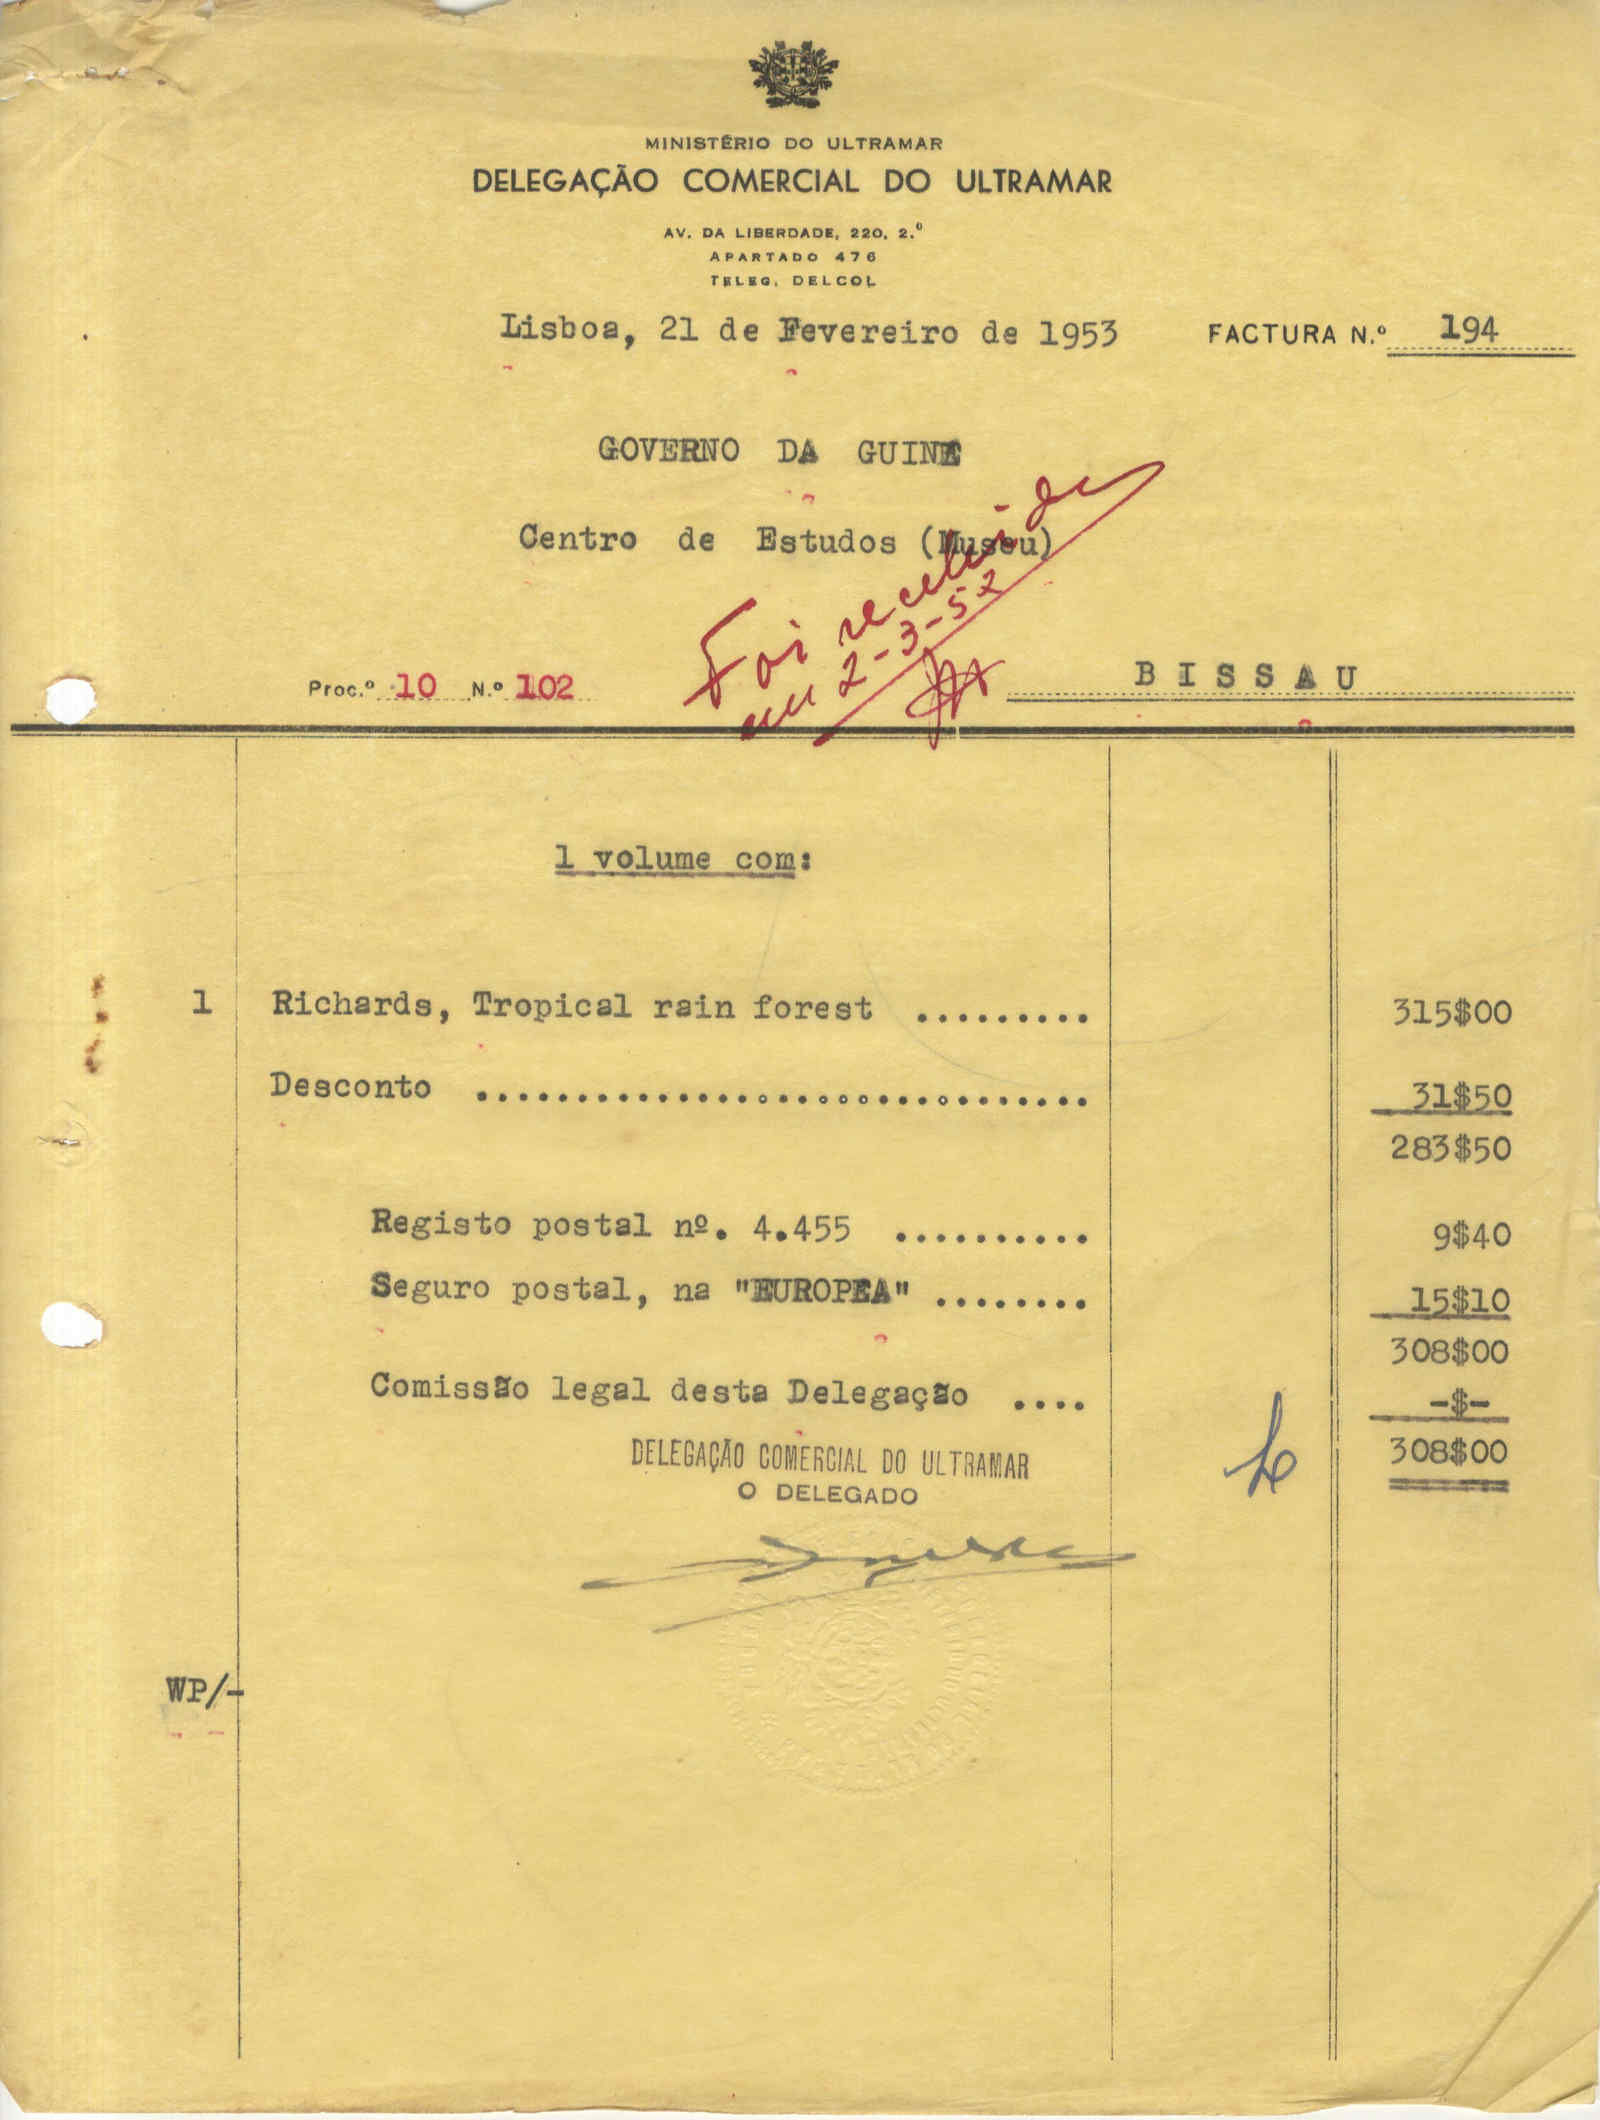 MINISTÉRIO DO ULTRAMAR
DELEGAÇÃO COMERCIAL DO ULTRAMAR
AV. DA LIBERDADE, 220, 2.º
APARTADO 476
TELEG. DELCOL
Lisboa, 21 de Fevereiro de 1953 FACTURA N.º 194
GOVERNO DA GUINE
Centro de Estudos (Museu)
Foi recebido
em 2-3-52
Proc.º 10 N.º 102 BISSAU
1 volume com:
1 Richards, Tropical rain forest ......... 315$00
Desconto ............................... 31$50
283$50
Registo postal nº. 4.455 .......... 9$40
Seguro postal, na "EUROPEA" ........ 15$10
308$00
Comissão legal desta Delegação .... -$-
308$00
DELEGAÇÃO COMERCIAL DO ULTRAMAR
O DELEGADO
WP/-